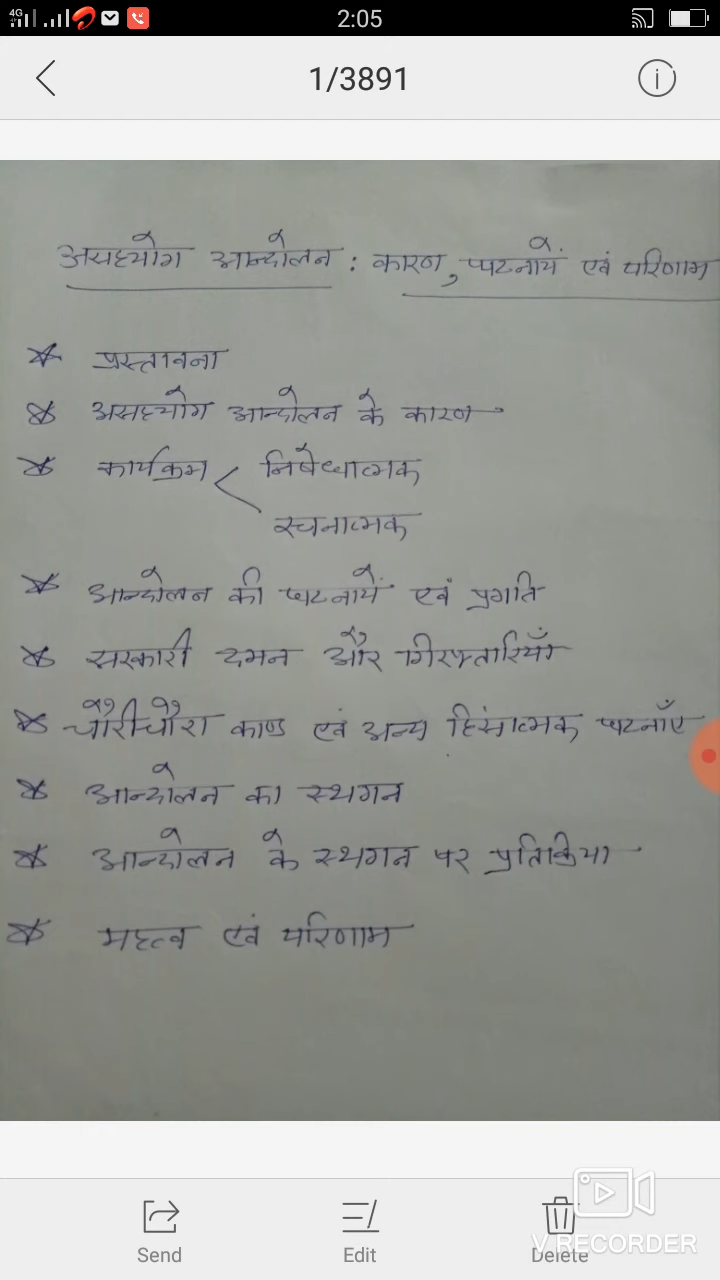 4G 2:05
1/3891
असहयोग आन्दोलन : कारण, घटनायें एवं परिणाम
* प्रस्तावना
* असहयोग आन्दोलन के कारण
* कार्यक्रम < निषेधात्मक
रचनात्मक
* आन्दोलन की घटनायें एवं प्रगति
* सरकारी दमन और गिरफ्तारियाँ
* चौरीचौरा काण्ड एवं अन्य हिंसात्मक घटनाएँ
* आन्दोलन का स्थगन
* आन्दोलन के स्थगन पर प्रतिक्रिया
* महत्व एवं परिणाम
Send Edit Delete
V RECORDER